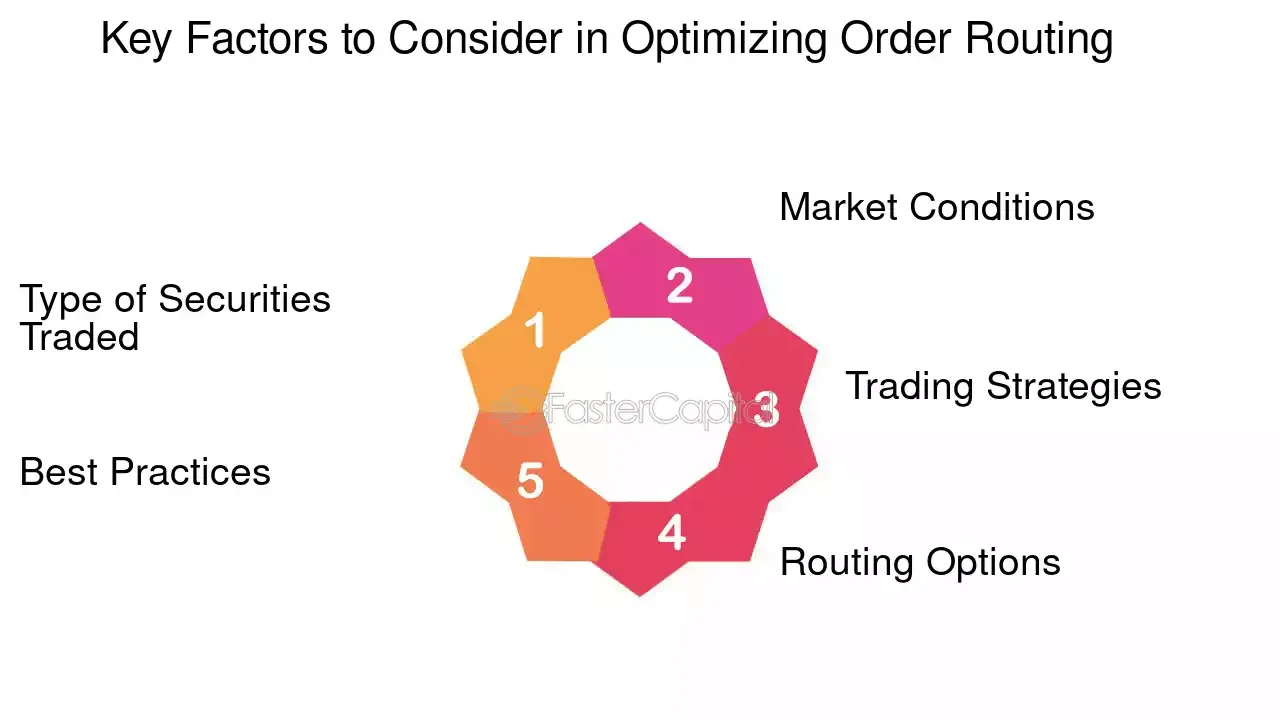 Key Factors to Consider in Optimizing Order Routing
Market Conditions
Type of Securities
Traded
1
2
Trading Strategies
3
FasterCapital
Best Practices
5
4
Routing Options